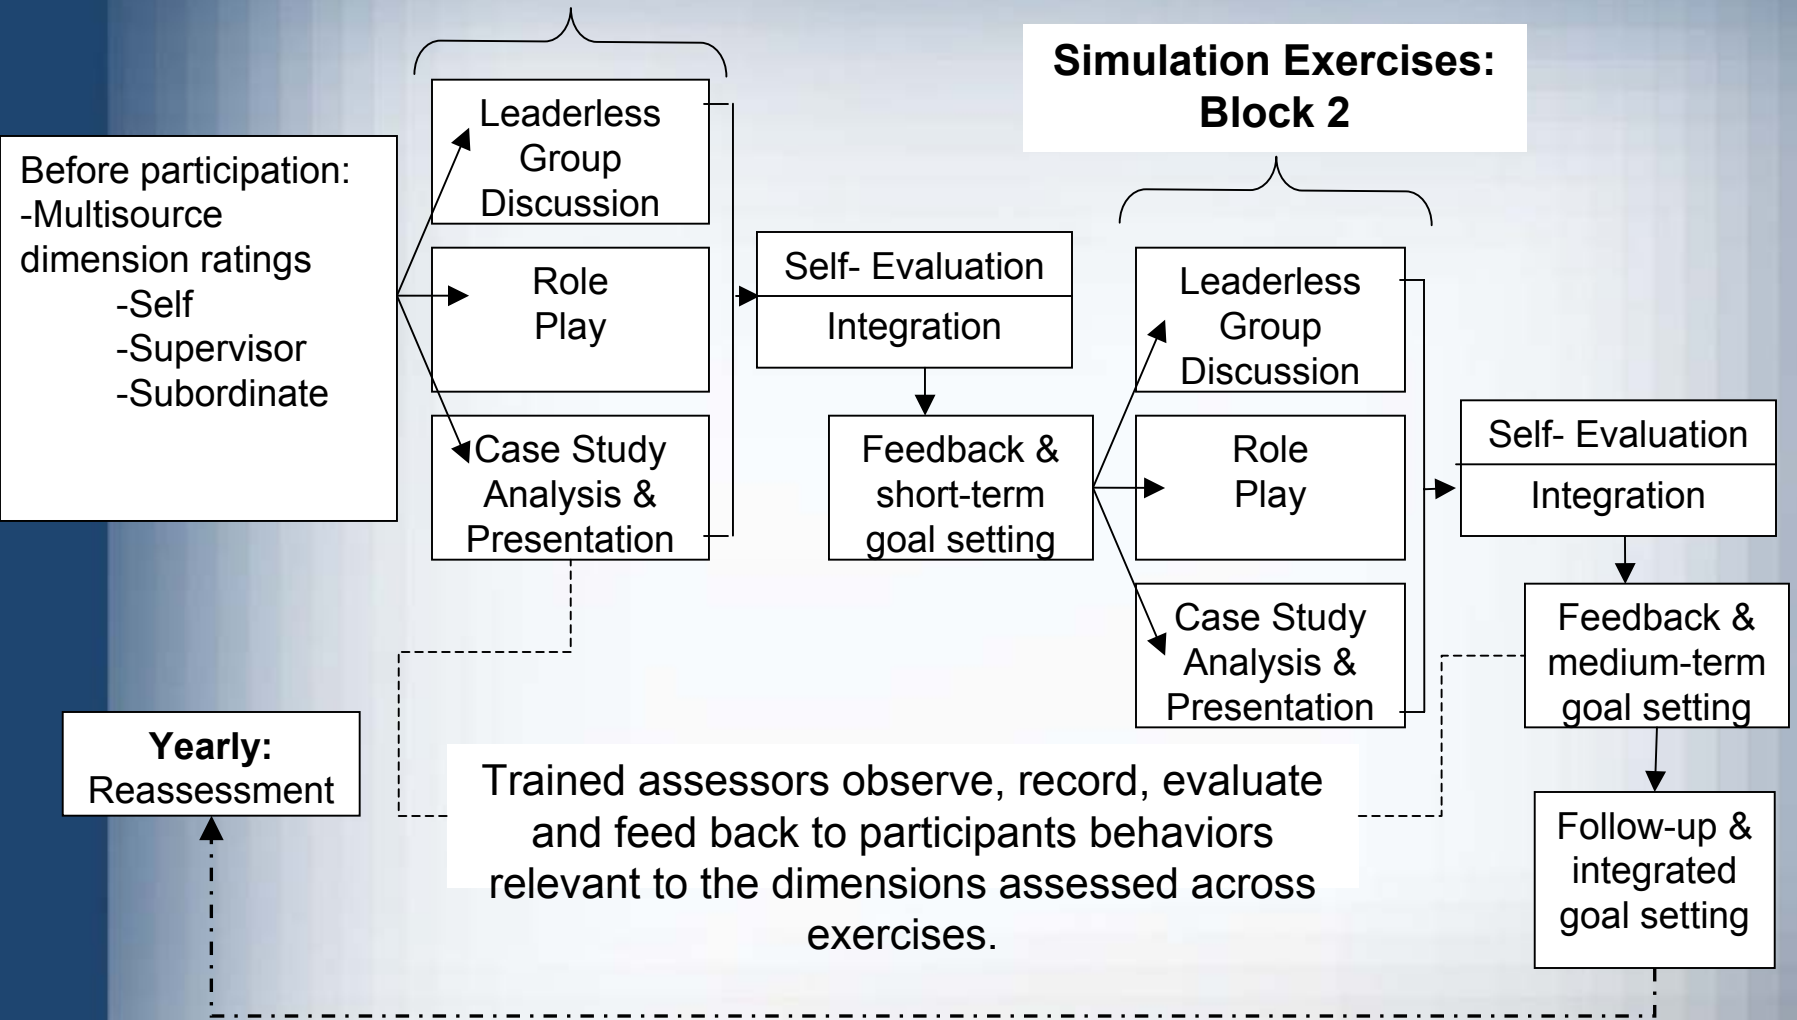 Simulation Exercises:
Block 2
Before participation:
-Multisource
dimension ratings
-Self
-Supervisor
-Subordinate
Leaderless
Group
Discussion
Role
Play
Case Study
Analysis &
Presentation
Self- Evaluation
Integration
Feedback &
short-term
goal setting
Leaderless
Group
Discussion
Role
Play
Case Study
Analysis &
Presentation
Self- Evaluation
Integration
Feedback &
medium-term
goal setting
Follow-up &
integrated
goal setting
Yearly:
Reassessment
Trained assessors observe, record, evaluate
and feed back to participants behaviors
relevant to the dimensions assessed across
exercises.